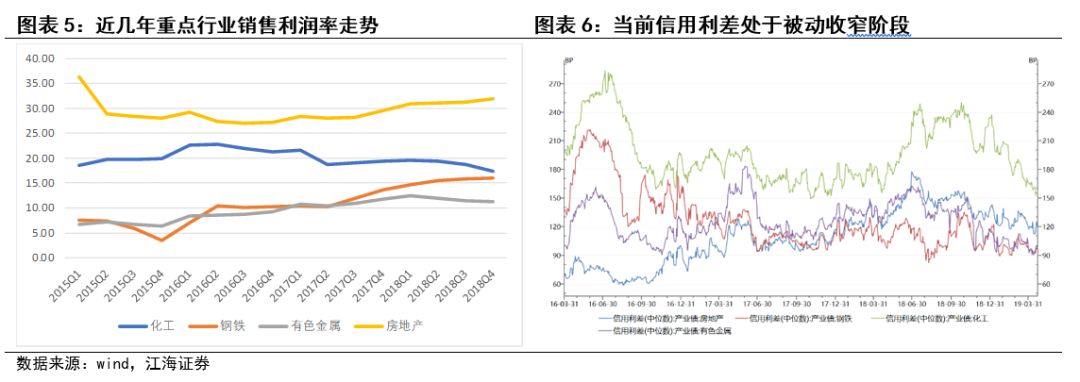 图表 5：近几年重点行业销售利润率走势
40.00
35.00
30.00
25.00
20.00
15.00
10.00
5.00
0.00
2015Q1 2015Q2 2015Q3 2015Q4 2016Q1 2016Q2 2016Q3 2016Q4 2017Q1 2017Q2 2017Q3 2017Q4 2018Q1 2018Q2 2018Q3 2018Q4
化工 钢铁 有色金属 房地产
图表 6：当前信用利差处于被动收窄阶段
BP BP
270 270
240 240
210 210
180 180
150 150
120 120
90 90
60 60
16-03-31 16-06-30 16-09-30 16-12-31 17-03-31 17-06-30 17-09-30 17-12-31 18-03-31 18-06-30 18-09-30 18-12-31 19-03-31
信用利差(中位数):产业债:房地产 信用利差(中位数):产业债:钢铁 信用利差(中位数):产业债:化工
信用利差(中位数):产业债:有色金属
数据来源：wind，江海证券